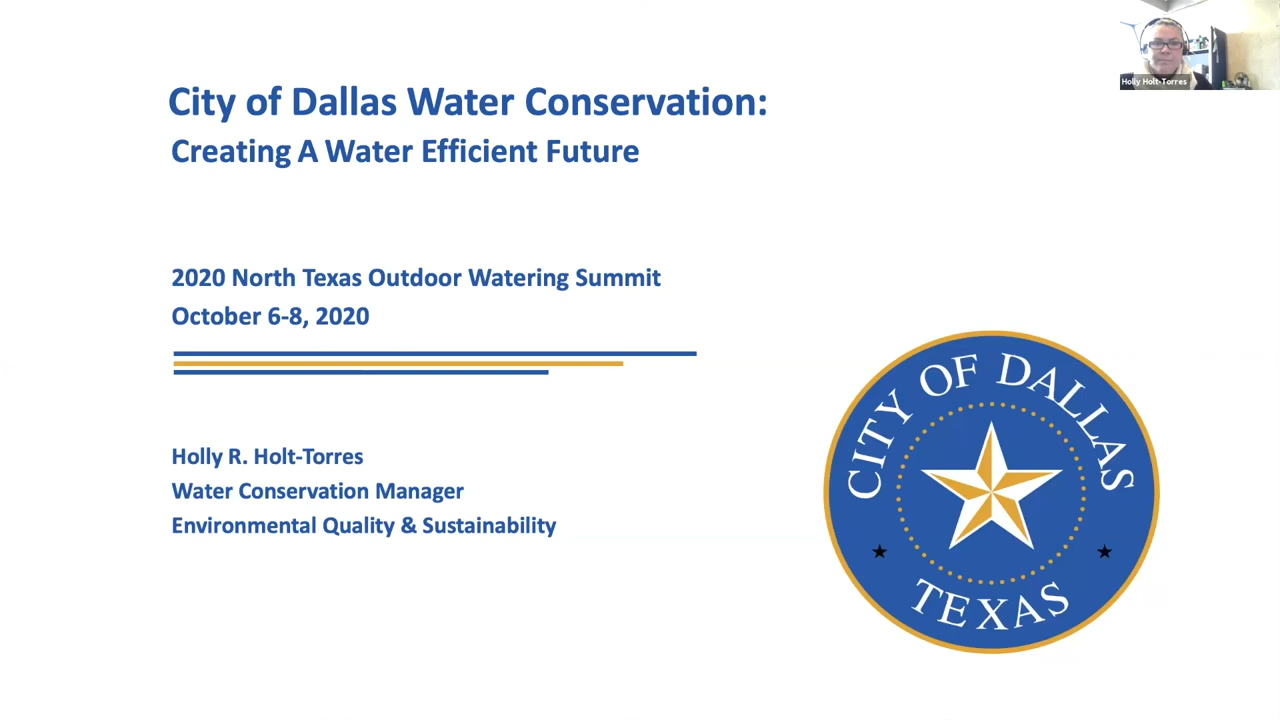 Holly Holt-Torres
City of Dallas Water Conservation:
Creating A Water Efficient Future
2020 North Texas Outdoor Watering Summit
October 6-8, 2020
Holly R. Holt-Torres
Water Conservation Manager
Environmental Quality & Sustainability
CITY OF DALLAS
TEXAS